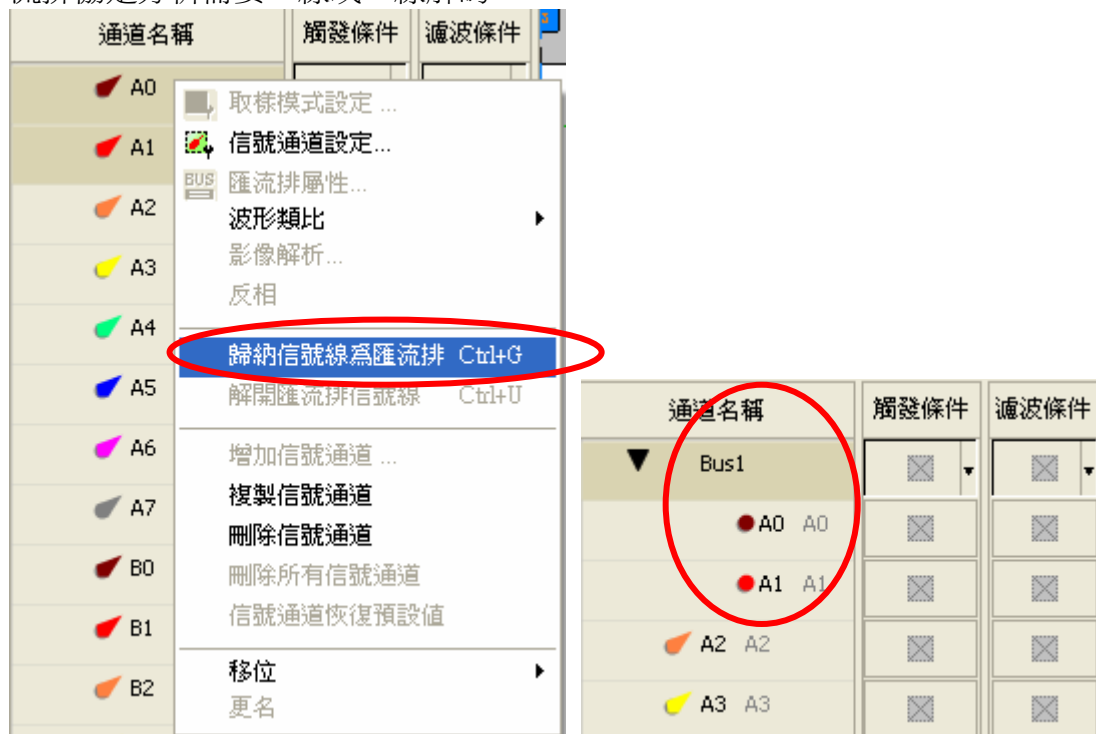 通道名稱 觸發條件 濾波條件
A0
A1
A2
A3
A4
A5
A6
A7
B0
B1
B2
取樣模式設定 ...
信號通道設定...
BUS 匯流排屬性...
波形類比
影像解析...
反相
歸納信號線為匯流排 Ctrl+G
解開匯流排信號線 Ctrl+U
增加信號通道 ...
複製信號通道
刪除信號通道
刪除所有信號通道
信號通道恢復預設值
移位
更名
通道名稱 觸發條件 濾波條件
Bus1
A0 A0
A1 A1
A2 A2
A3 A3